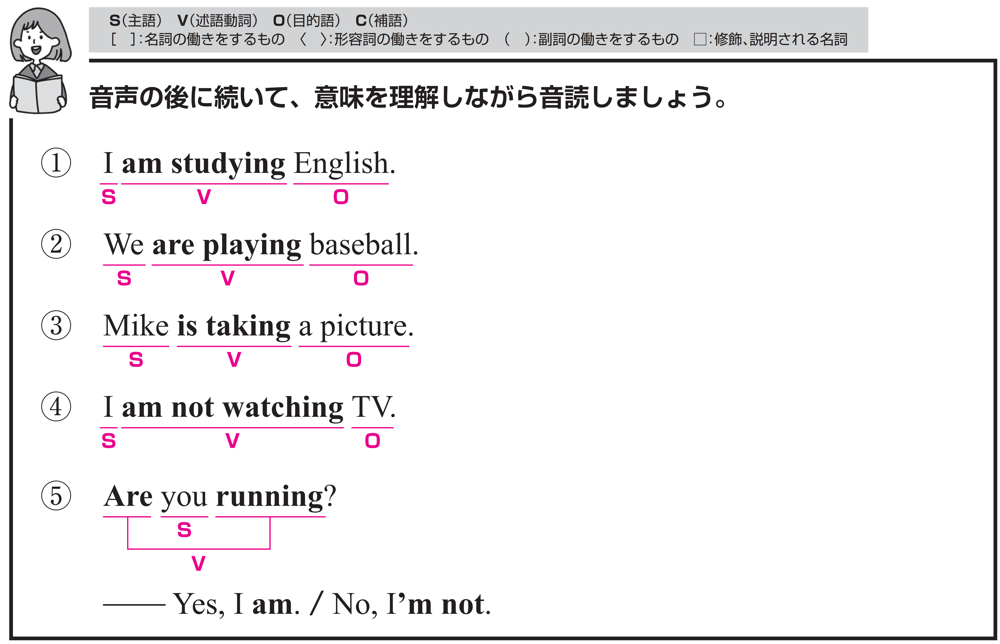 S（主語）　V（述語動詞）　O（目的語）　C（補語）
［　］：名詞の働きをするもの　〈　〉：形容詞の働きをするもの　（　）：副詞の働きをするもの　□：修飾、説明される名詞
音声の後に続いて、意味を理解しながら音読しましょう。
① I am studying English.
S V O
② We are playing baseball.
S V O
③ Mike is taking a picture.
S V O
④ I am not watching TV.
S V O
⑤ Are you running?
S
V
—— Yes, I am. / No, I’m not.